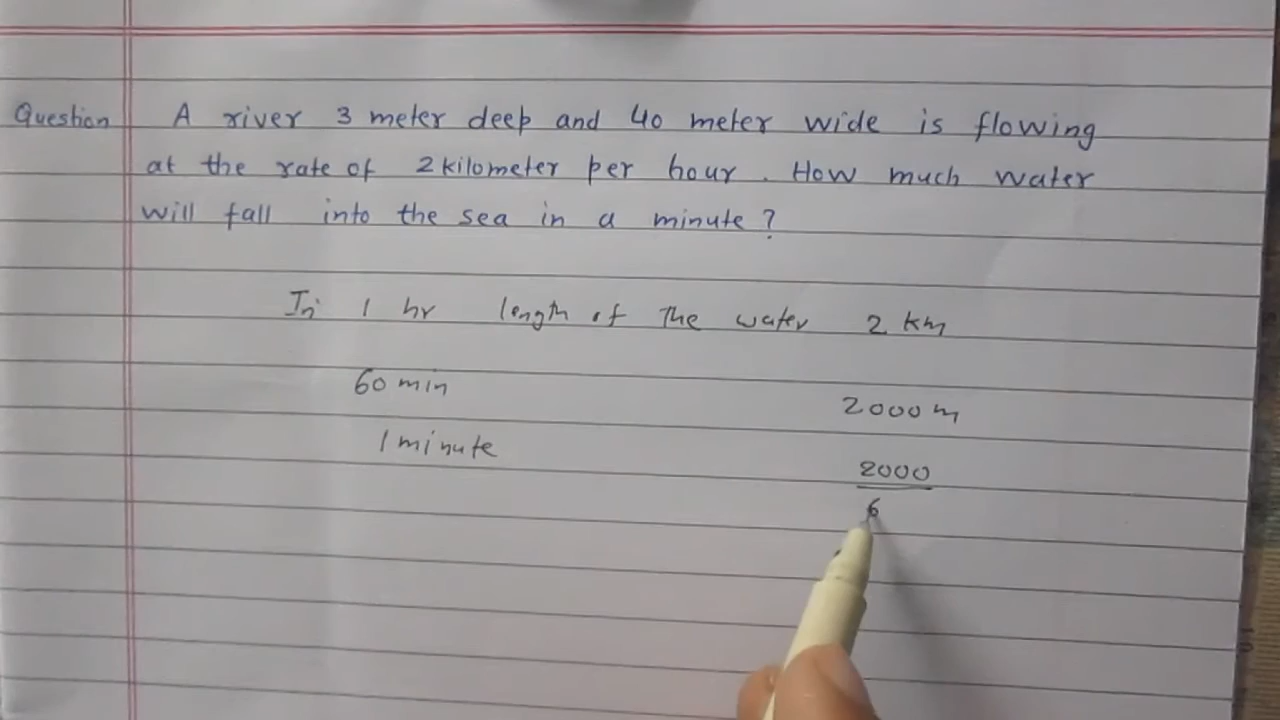 Question A river 3 meter deep and 40 meter wide is flowing
at the rate of 2 kilometer per hour. How much water
will fall into the sea in a minute?
In 1 hr length of the water 2 km
60 min
2000 m
1 minute
2000
6